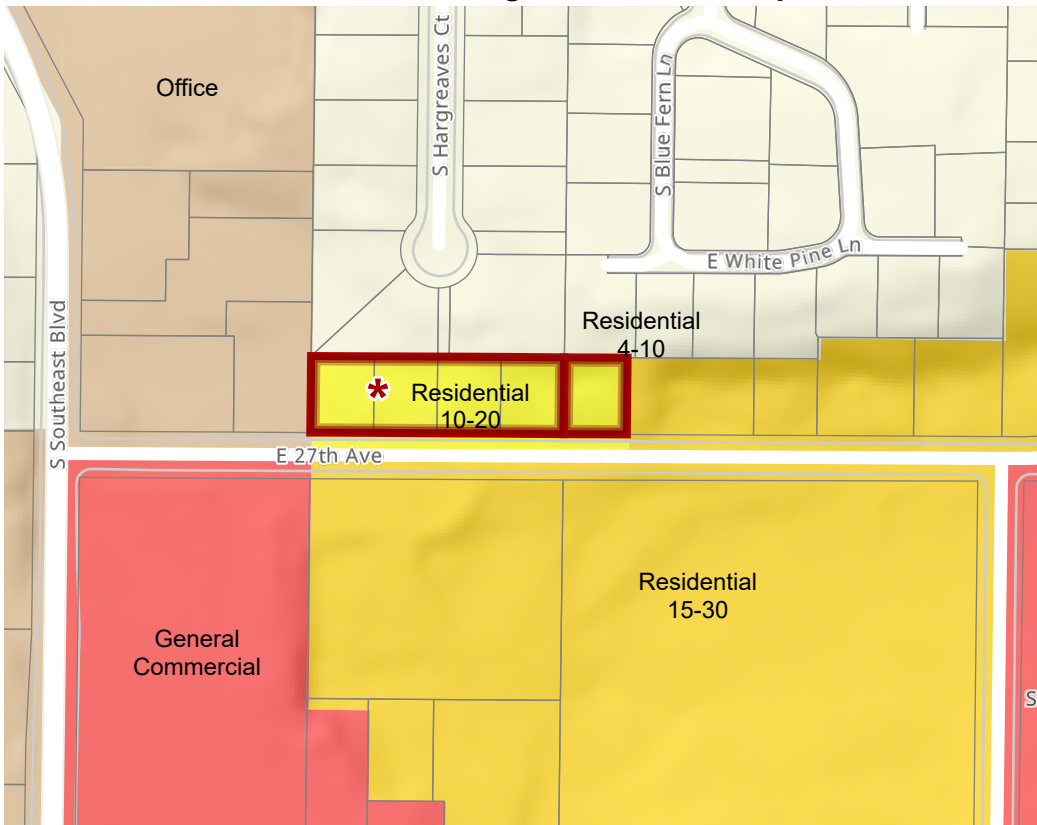 Office
S Hargreaves Ct
S Blue Fern Ln
E White Pine Ln
S Southeast Blvd
Residential
4-10
*
Residential
10-20
E 27th Ave
Residential
15-30
General
Commercial
S